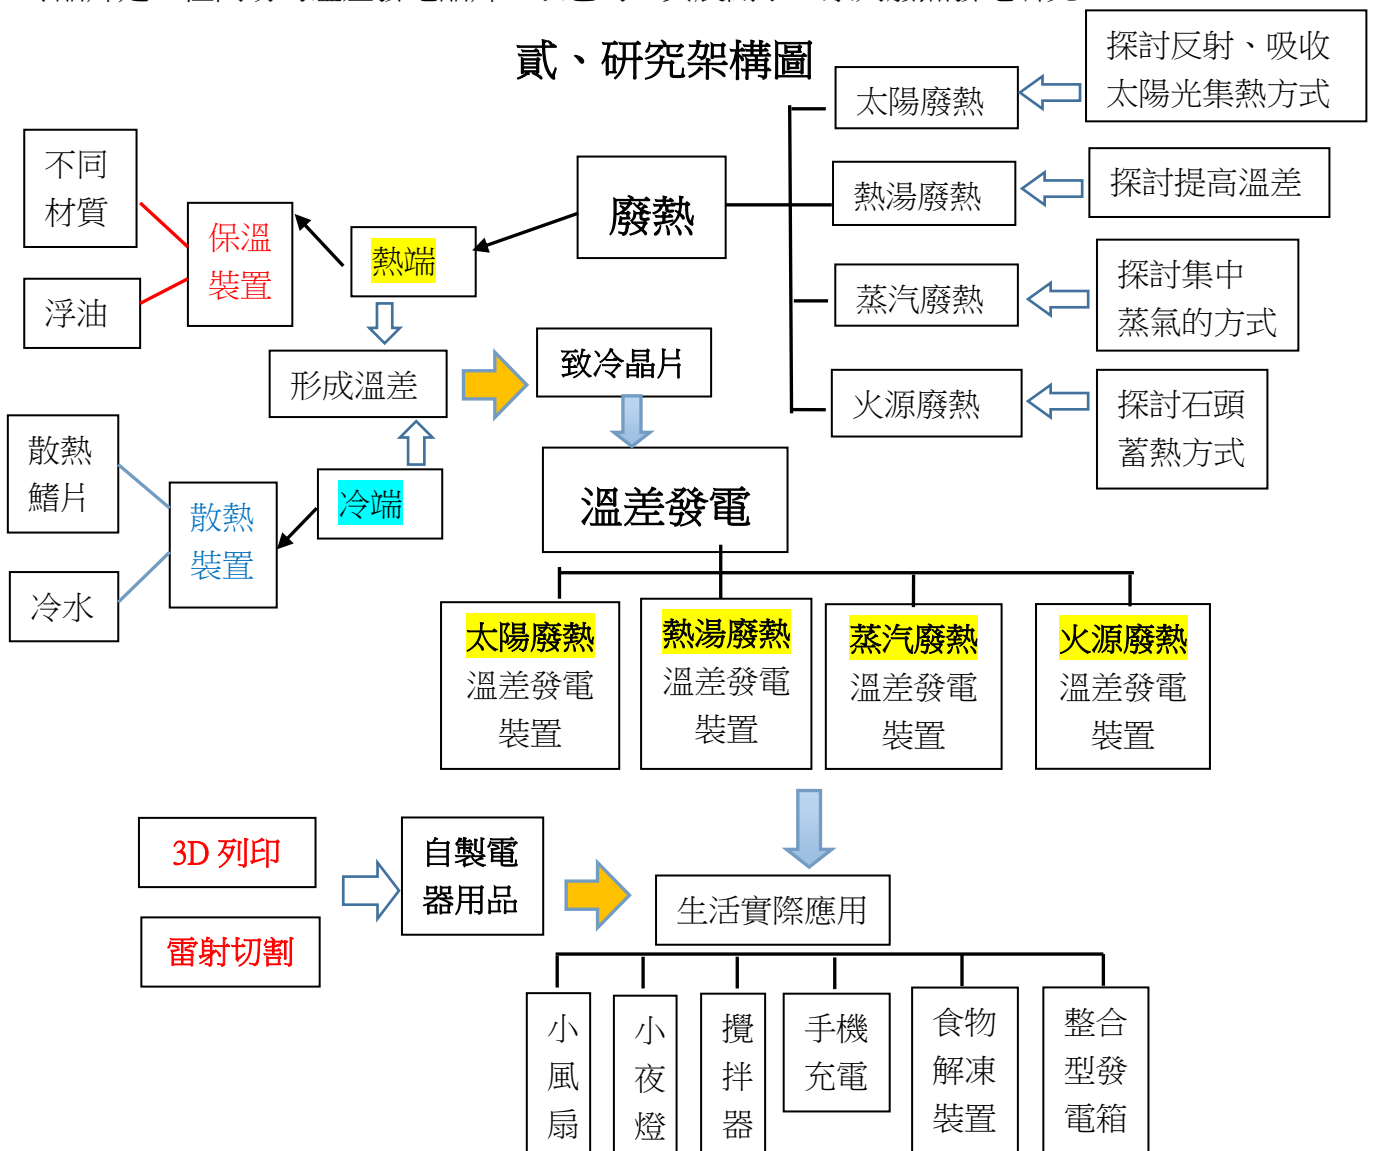 貳、研究架構圖
探討反射、吸收
太陽光集熱方式
太陽廢熱
不同
材質
廢熱
熱湯廢熱
探討提高溫差
保溫
裝置
熱端
浮油
蒸汽廢熱
探討集中
蒸氣的方式
形成溫差
致冷晶片
火源廢熱
探討石頭
蓄熱方式
散熱
鰭片
散熱
裝置
冷端
溫差發電
冷水
太陽廢熱
溫差發電
裝置
熱湯廢熱
溫差發電
裝置
蒸汽廢熱
溫差發電
裝置
火源廢熱
溫差發電
裝置
3D 列印
雷射切割
自製電
器用品
生活實際應用
小
風
扇
小
夜
燈
攪
拌
器
手機
充電
食物
解凍
裝置
整合
型發
電箱